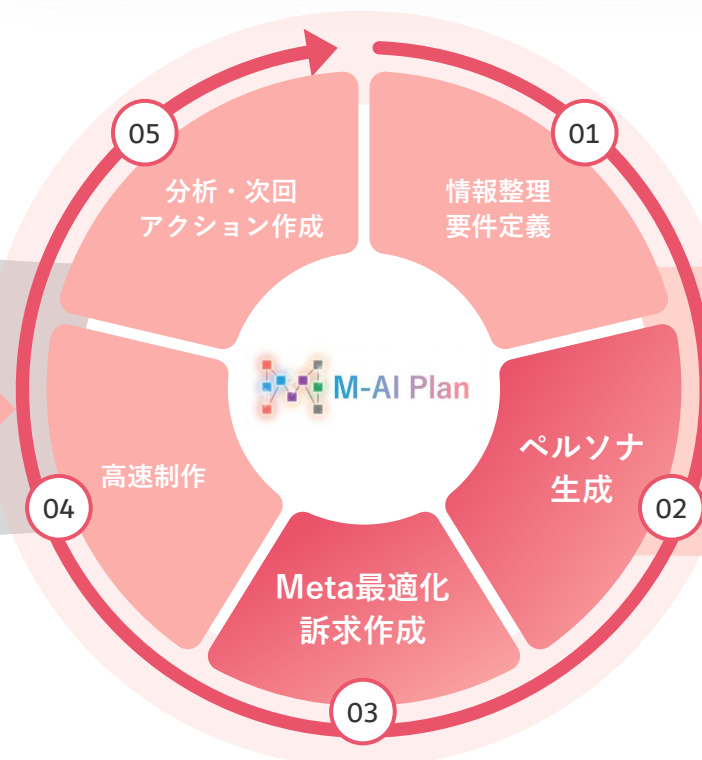 01
情報整理
要件定義
02
ペルソナ
生成
03
Meta最適化
訴求作成
04
高速制作
05
分析・次回
アクション作成
M-AI Plan